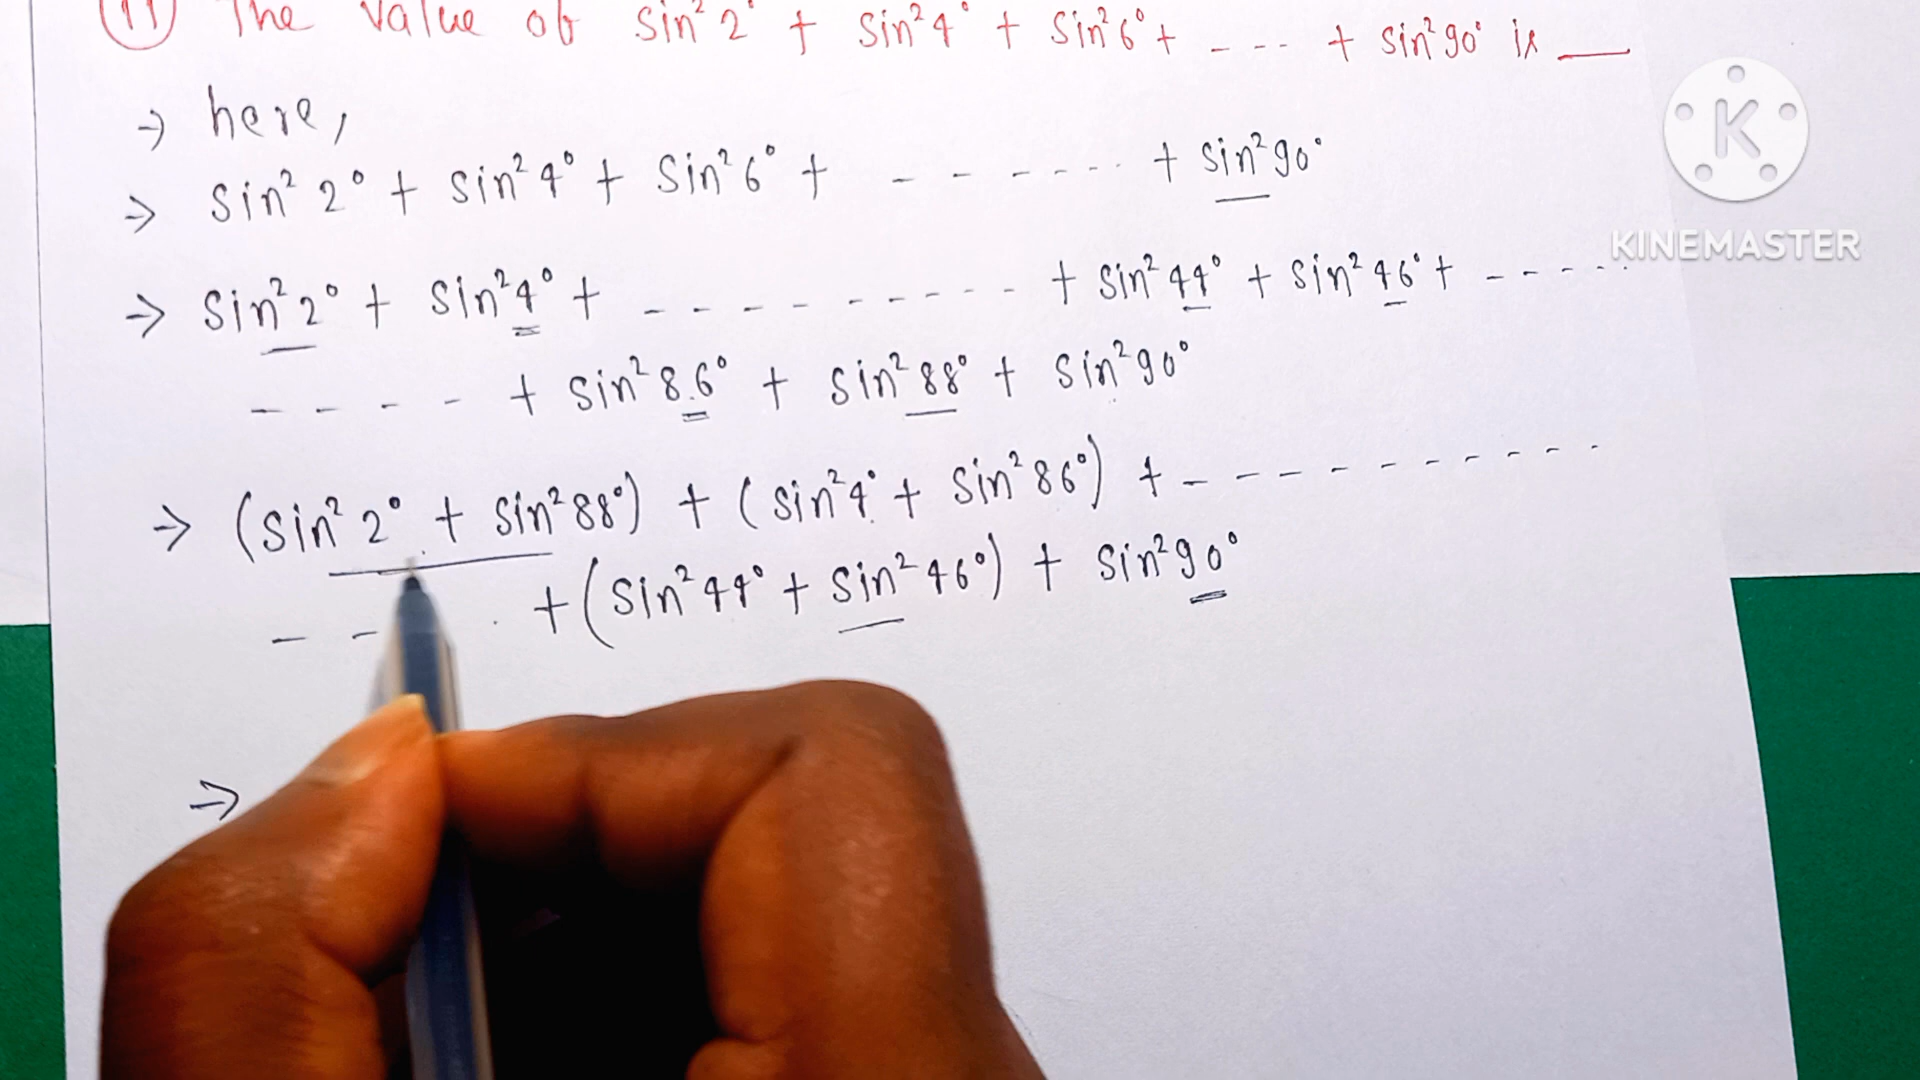 (11) The value of sin²2° + sin²4° + sin²6° + - - - + sin²90° is ___
→ here,
⇒ sin²2° + sin²4° + sin²6° + - - - - - - - - + sin²90°
⇒ sin²2° + sin²4° + - - - - - - - - - - + sin²44° + sin²46° + - - - - -
- - - - + sin²86° + sin²88° + sin²90°
⇒ (sin²2° + sin²88°) + (sin²4° + sin²86°) + - - - - - - - - - -
- - . + (sin²44° + sin²46°) + sin²90°
⇒
K
KINEMASTER